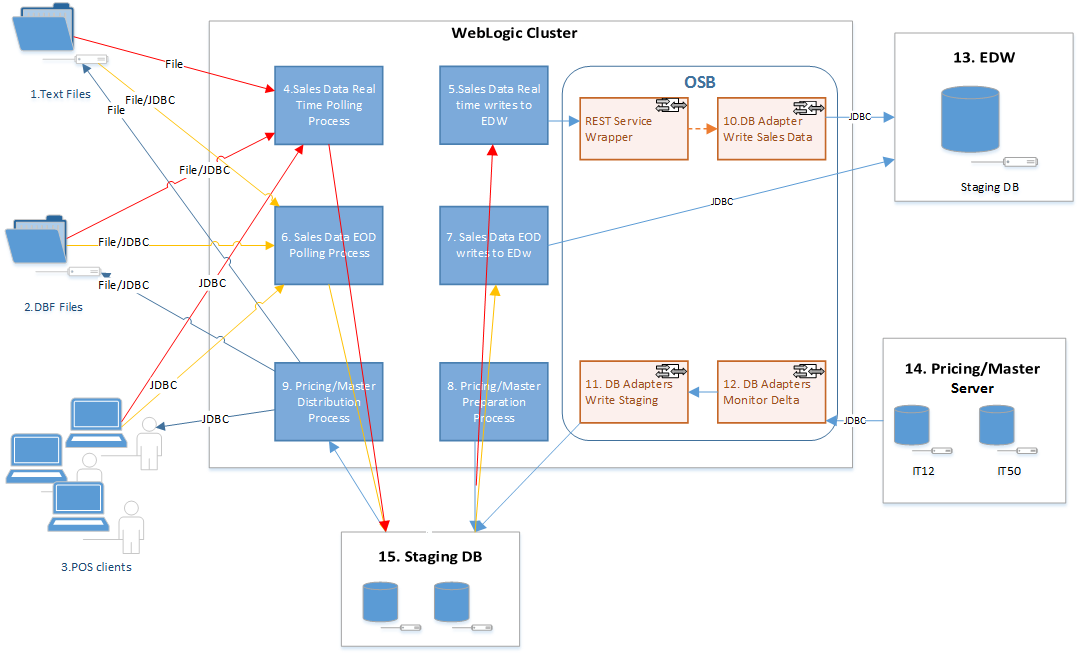 WebLogic Cluster
File
1.Text Files
File/JDBC
File
4.Sales Data Real
Time Polling
Process
5.Sales Data Real
time writes to
EDW
OSB
REST Service
Wrapper
10.DB Adapter
Write Sales Data
JDBC
13. EDW
Staging DB
File/JDBC
File/JDBC
2.DBF Files
File/JDBC
JDBC
6. Sales Data EOD
Polling Process
7. Sales Data EOD
writes to EDw
JDBC
JDBC
JDBC
9. Pricing/Master
Distribution
Process
8. Pricing/Master
Preparation
Process
11. DB Adapters
Write Staging
12. DB Adapters
Monitor Delta
JDBC
14. Pricing/Master
Server
IT12
IT50
3.POS clients
15. Staging DB